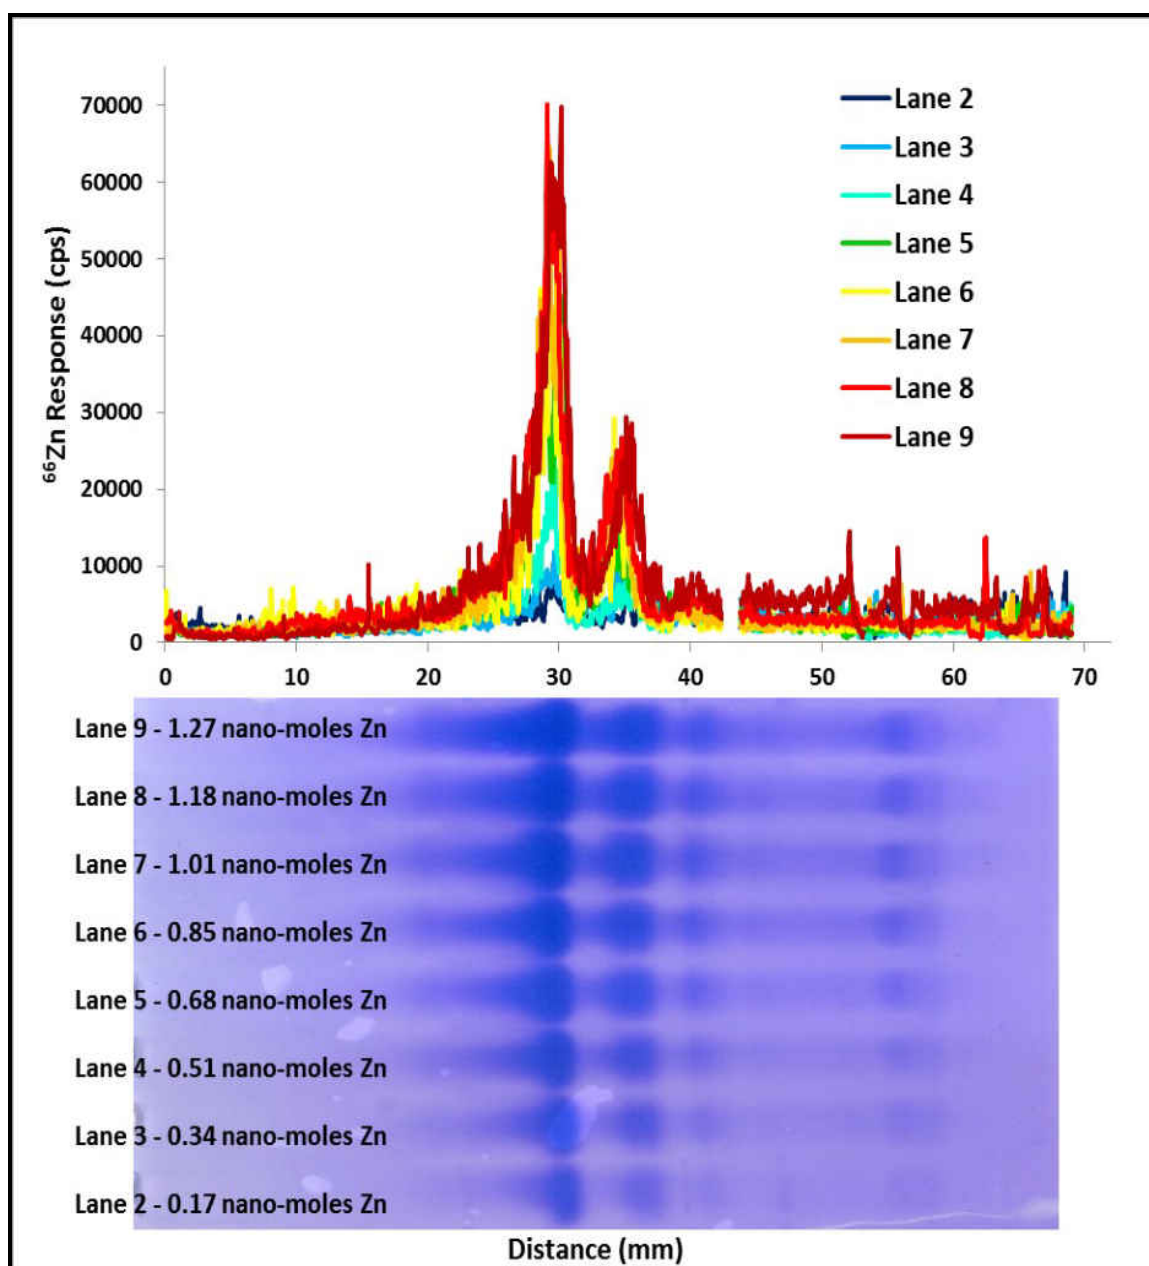 70000
60000
50000
40000
30000
20000
10000
0
⁶⁶Zn Response (cps)
Lane 2
Lane 3
Lane 4
Lane 5
Lane 6
Lane 7
Lane 8
Lane 9
0 10 20 30 40 50 60 70
Lane 9 - 1.27 nano-moles Zn
Lane 8 - 1.18 nano-moles Zn
Lane 7 - 1.01 nano-moles Zn
Lane 6 - 0.85 nano-moles Zn
Lane 5 - 0.68 nano-moles Zn
Lane 4 - 0.51 nano-moles Zn
Lane 3 - 0.34 nano-moles Zn
Lane 2 - 0.17 nano-moles Zn
Distance (mm)